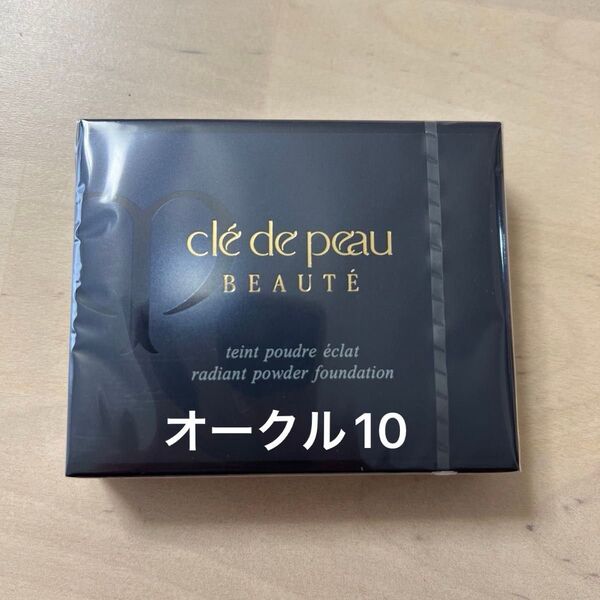 clé de peau
BEAUTÉ
teint poudre éclat
radiant powder foundation
オークル10